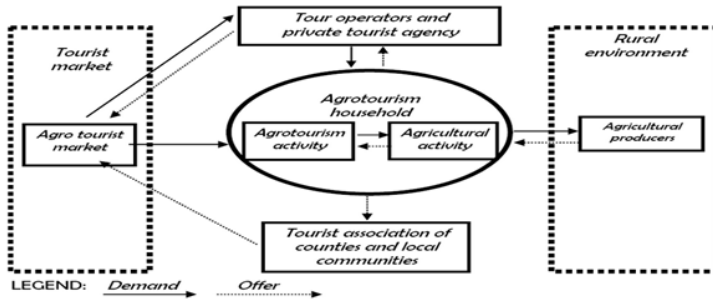 Tour operators and
private tourist agency
Tourist
market
Rural
environment
Agrotourism
household
Agro tourist
market
Agrotourism
activity
Agricultural
activity
Agricultural
producers
Tourist association of
counties and local
communities
LEGEND: Demand Offer